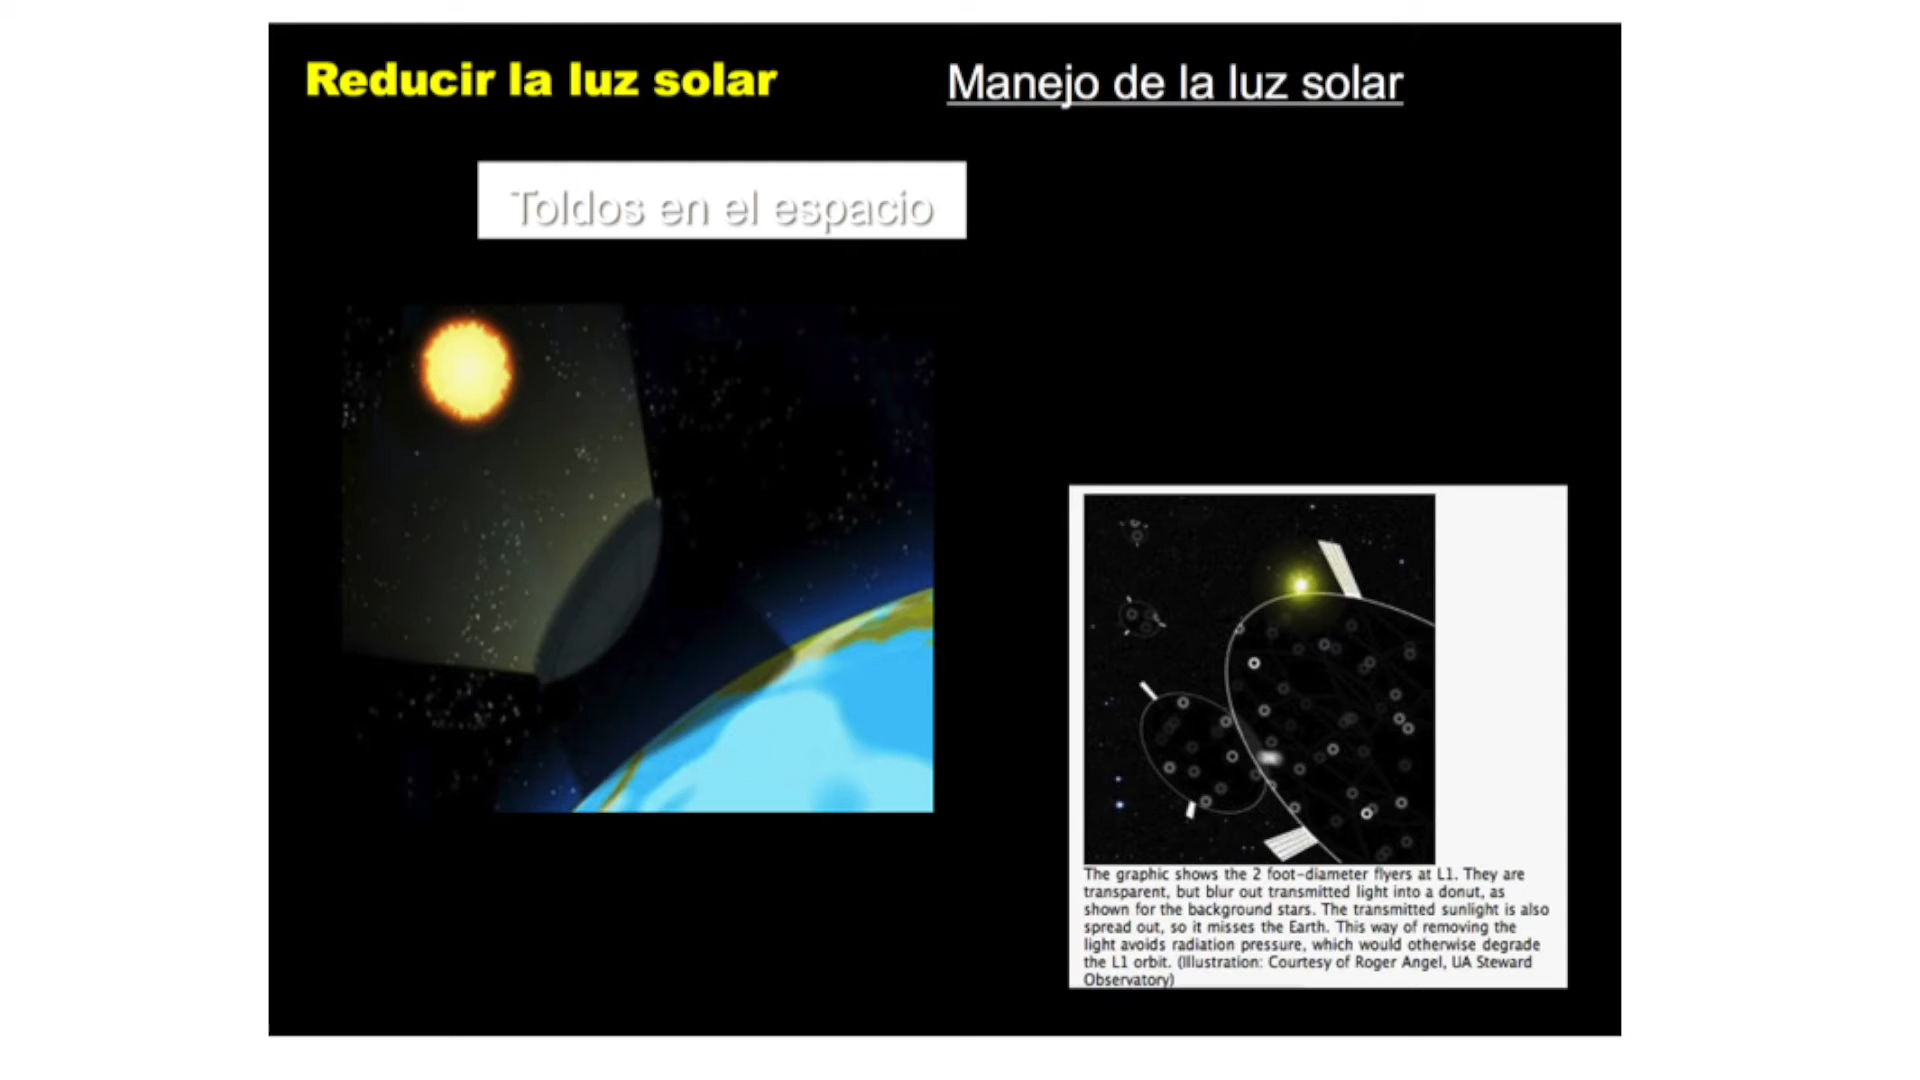 Reducir la luz solar
Manejo de la luz solar
Toldos en el espacio
The graphic shows the 2 foot-diameter flyers at L1. They are
transparent, but blur out transmitted light into a donut, as
shown for the background stars. The transmitted sunlight is also
spread out, so it misses the Earth. This way of removing the
light avoids radiation pressure, which would otherwise degrade
the L1 orbit. (Illustration: Courtesy of Roger Angel, UA Steward
Observatory)